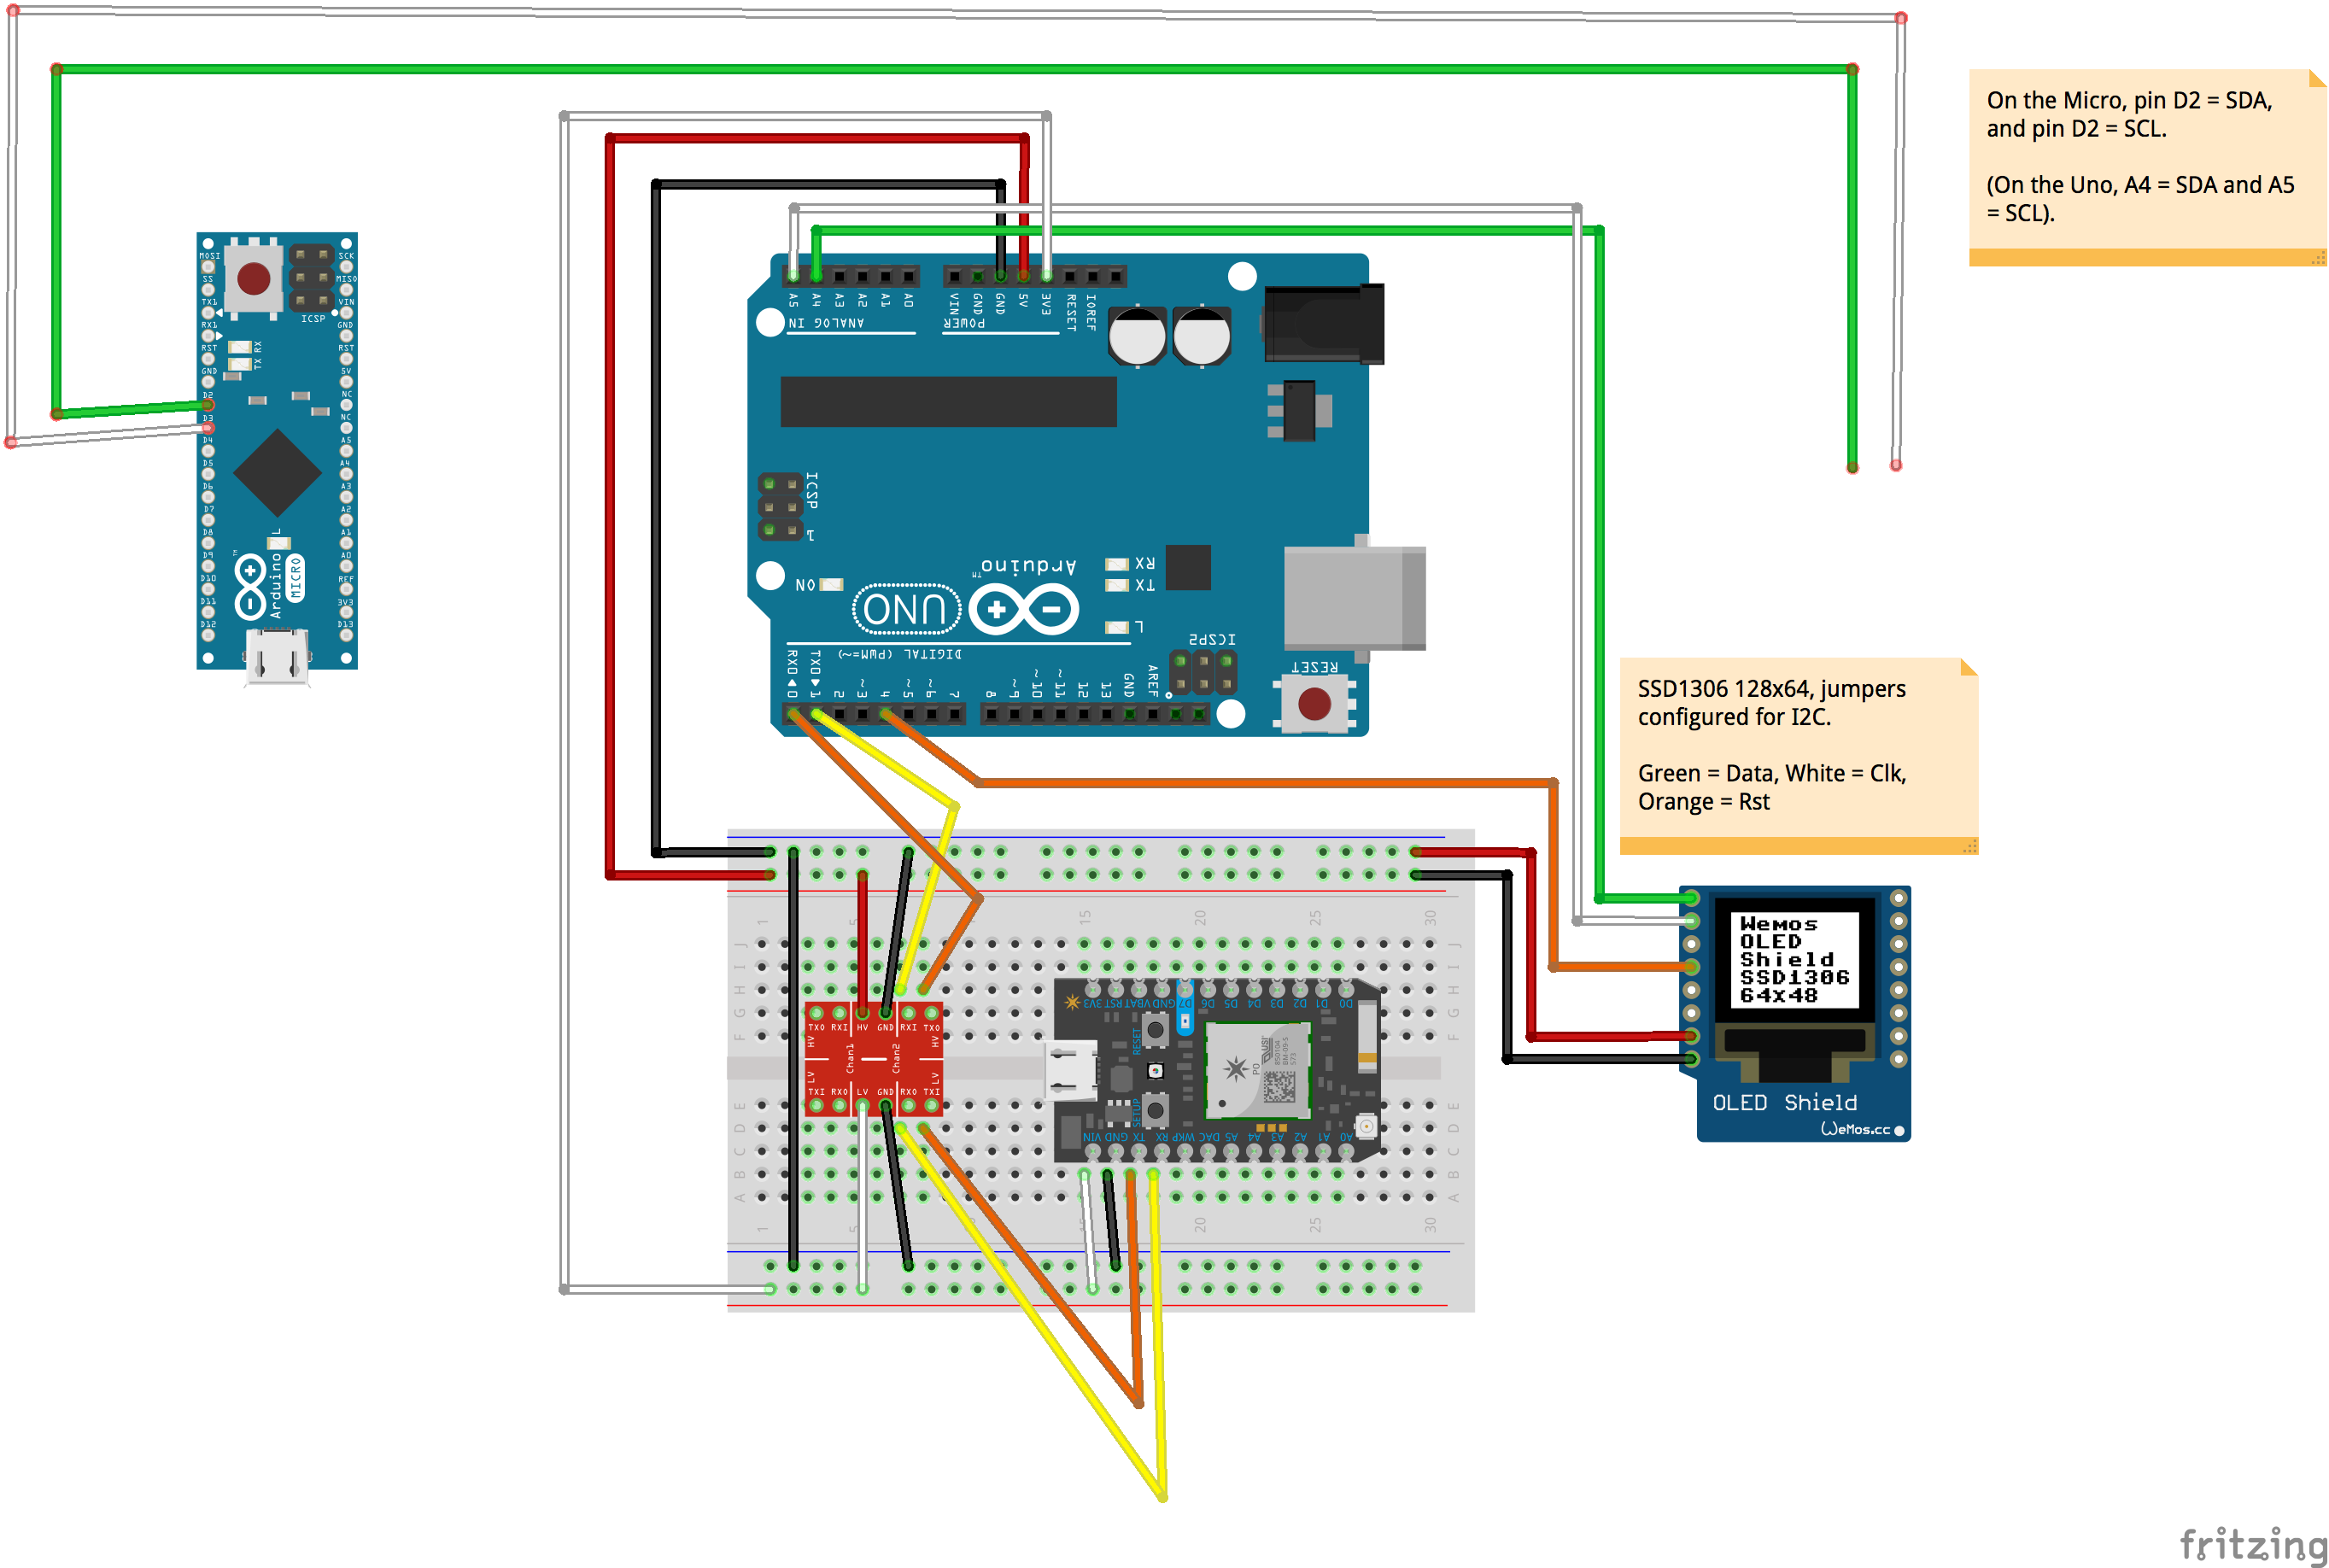 On the Micro, pin D2 = SDA,
and pin D2 = SCL.
(On the Uno, A4 = SDA and A5
= SCL).
MOSI
SS
TX1
RX1
RST
GND
D2
D3
D4
D5
D6
D7
D8
D9
D10
D11
D12
SCK
MISO
VIN
GND
RST
5V
NC
NC
A5
A4
A3
A2
A1
A0
REF
3V3
D13
ICSP
RX
TX
L
Arduino
MICRO
A5
A4
A3
A2
A1
A0
ANALOG IN
VIN
GND
GND
5V
3V3
RESET
IOREF
POWER
ICSP
1
ON
UNO
Arduino
TM
RX
TX
L
ICSP2
RESET
DIGITAL (PWM=~)
RX0◀0
TX0▶1
2
~3
4
~5
~6
7
8
~9
~10
~11
12
13
GND
AREF
SSD1306 128x64, jumpers
configured for I2C.
Green = Data, White = Clk,
Orange = Rst
1
15
20
25
30
J
I
H
G
F
E
D
C
B
A
J
I
H
G
F
E
D
C
B
A
1
20
25
30
TXO
RXI
HV
GND
RXI
TXO
HV
HV
Chan1
Chan2
LV
LV
TXI
RXO
LV
GND
RXO
TXI
3V3
RST
VBAT
GND
D7
D6
D5
D4
D3
D2
D1
D0
RESET
SETUP
P0
USI
VIN
GND
TX
RX
WKP
DAC
A5
A4
A3
A2
A1
A0
Wemos
OLED
Shield
SSD1306
64x48
OLED Shield
WeMos.cc
fritzing